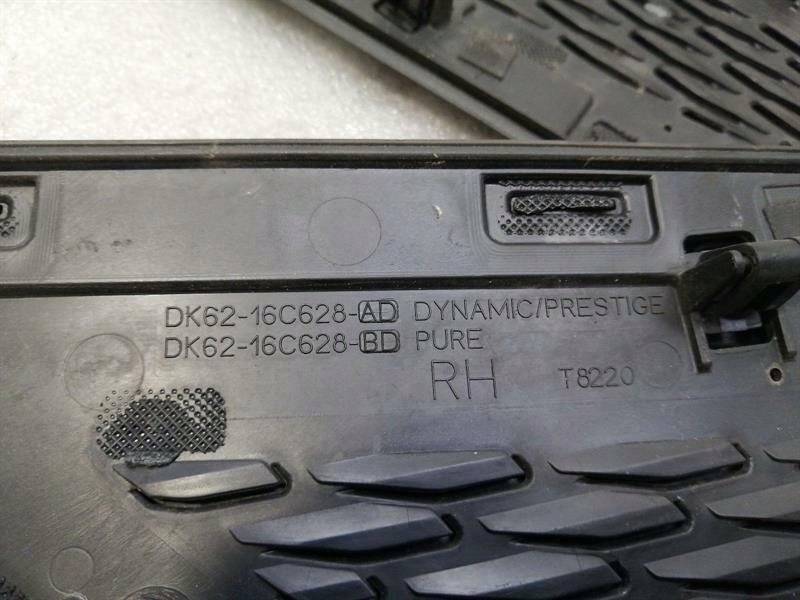 DK62-16C628-AD DYNAMIC/PRESTIGE
DK62-16C628-BD PURE
RH T8220